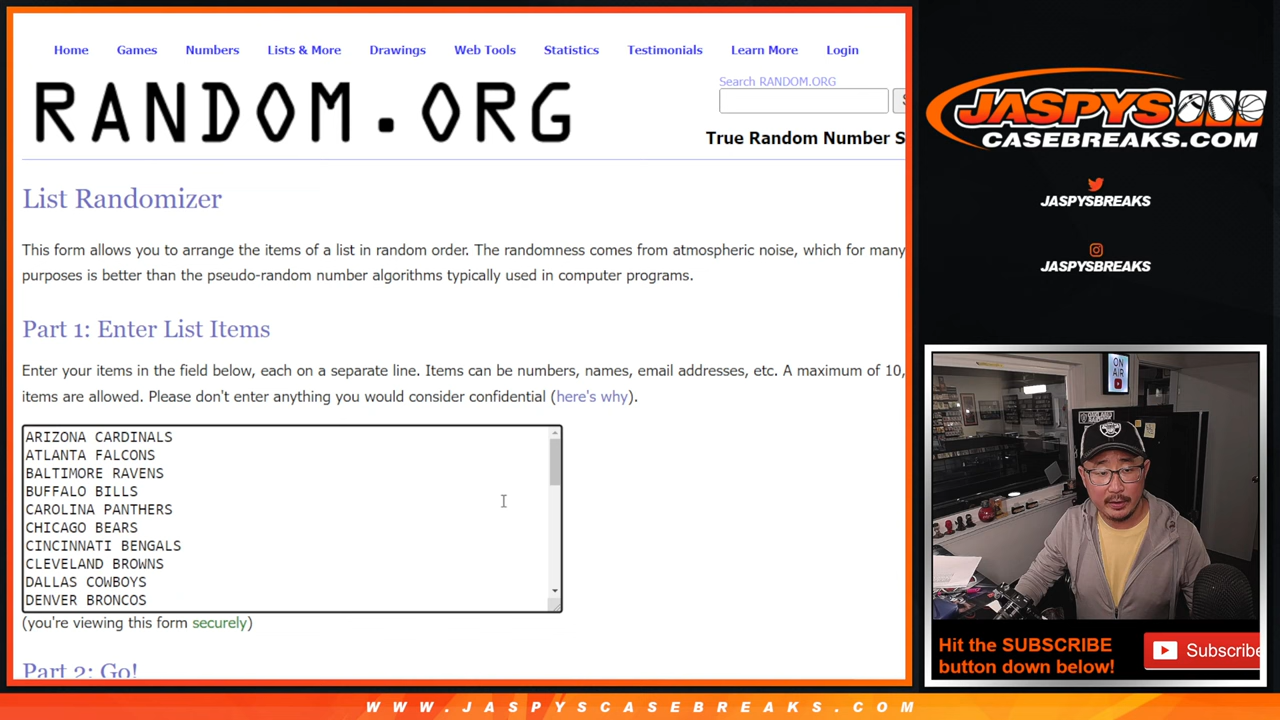 Home Games Numbers Lists & More Drawings Web Tools Statistics Testimonials Learn More Login
RANDOM.ORG
Search RANDOM.ORG
True Random Number S
List Randomizer
This form allows you to arrange the items of a list in random order. The randomness comes from atmospheric noise, which for many
purposes is better than the pseudo-random number algorithms typically used in computer programs.
Part 1: Enter List Items
Enter your items in the field below, each on a separate line. Items can be numbers, names, email addresses, etc. A maximum of 10,
items are allowed. Please don't enter anything you would consider confidential (here's why).
ARIZONA CARDINALS
ATLANTA FALCONS
BALTIMORE RAVENS
BUFFALO BILLS
CAROLINA PANTHERS
CHICAGO BEARS
CINCINNATI BENGALS
CLEVELAND BROWNS
DALLAS COWBOYS
DENVER BRONCOS
(you're viewing this form securely)
Part 2: Go!
JASPYS
CASEBREAKS.COM
JASPYSBREAKS
JASPYSBREAKS
ON
AIR
Hit the SUBSCRIBE
button down below!
Subscribe
WWW.JASPYSCASEBREAKS.COM